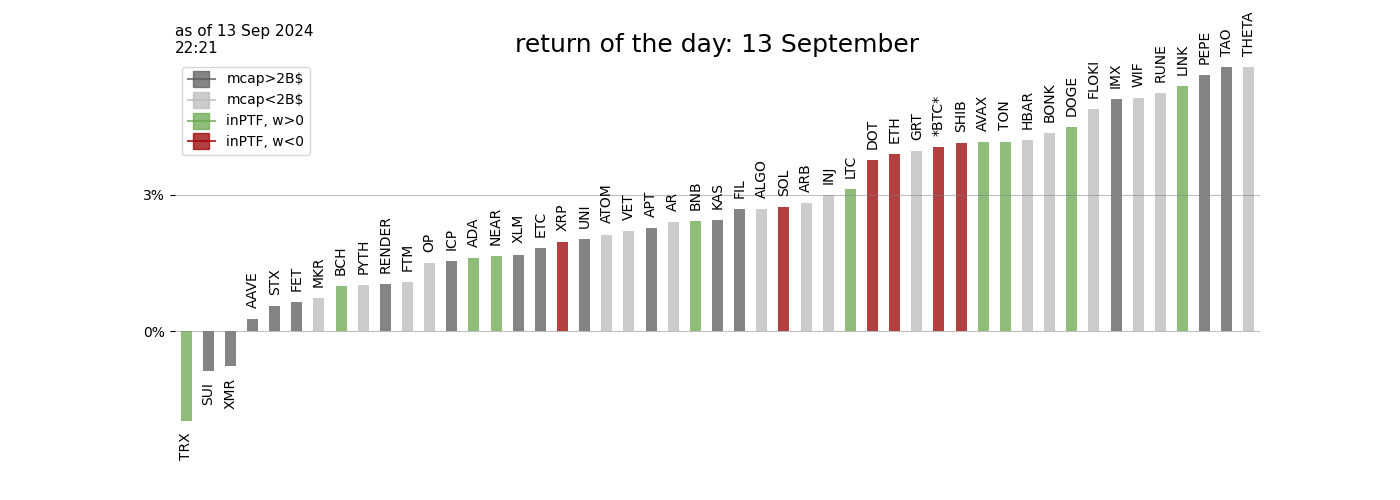 as of 13 Sep 2024
22:21
return of the day: 13 September
mcap>2B$
mcap<2B$
inPTF, w>0
inPTF, w<0
3%
0%
TRX
SUI
XMR
AAVE
STX
FET
MKR
BCH
PYTH
RENDER
FTM
OP
ICP
ADA
NEAR
XLM
ETC
XRP
UNI
ATOM
VET
APT
AR
BNB
KAS
FIL
ALGO
SOL
ARB
INJ
LTC
DOT
ETH
GRT
*BTC*
SHIB
AVAX
TON
HBAR
BONK
DOGE
FLOKI
IMX
WIF
RUNE
LINK
PEPE
TAO
THETA